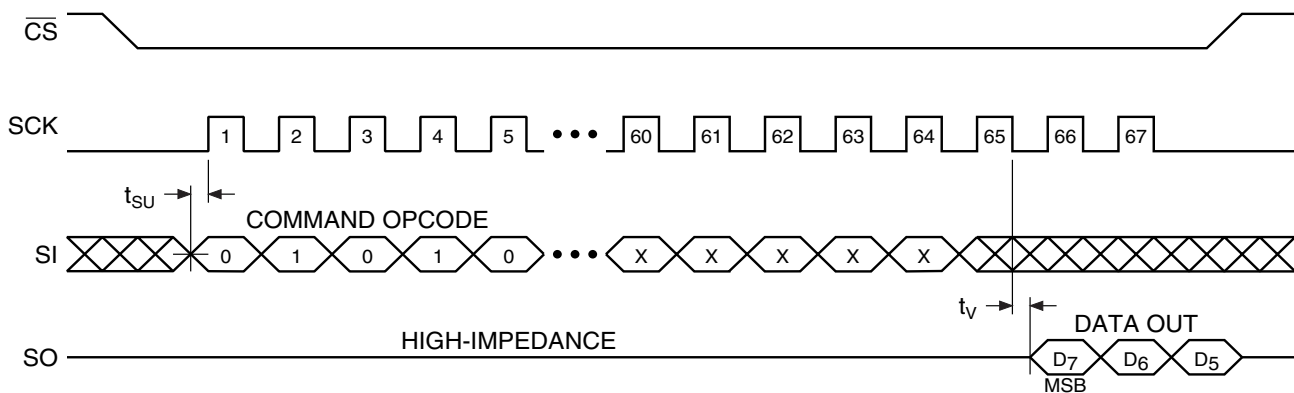 CS
SCK
1 2 3 4 5 ••• 60 61 62 63 64 65 66 67
tSU
COMMAND OPCODE
SI
0 1 0 1 0 ••• X X X X X
tV
HIGH-IMPEDANCE
DATA OUT
SO
D7 D6 D5
MSB